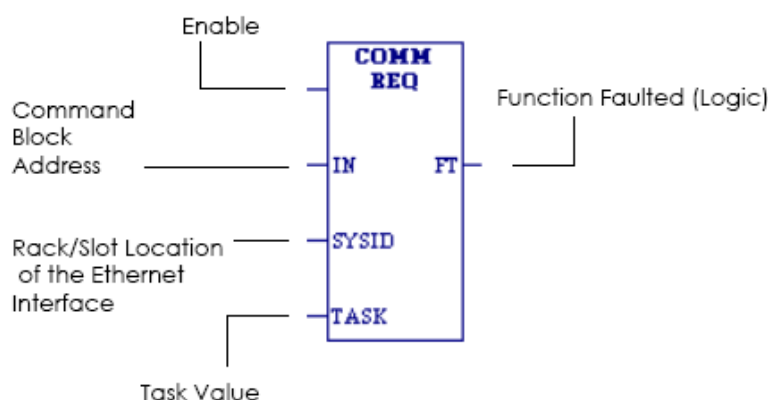 Enable
COMM
REQ
Function Faulted (Logic)
Command
Block
Address
IN
FT
Rack/Slot Location
of the Ethernet
Interface
SYSID
TASK
Task Value